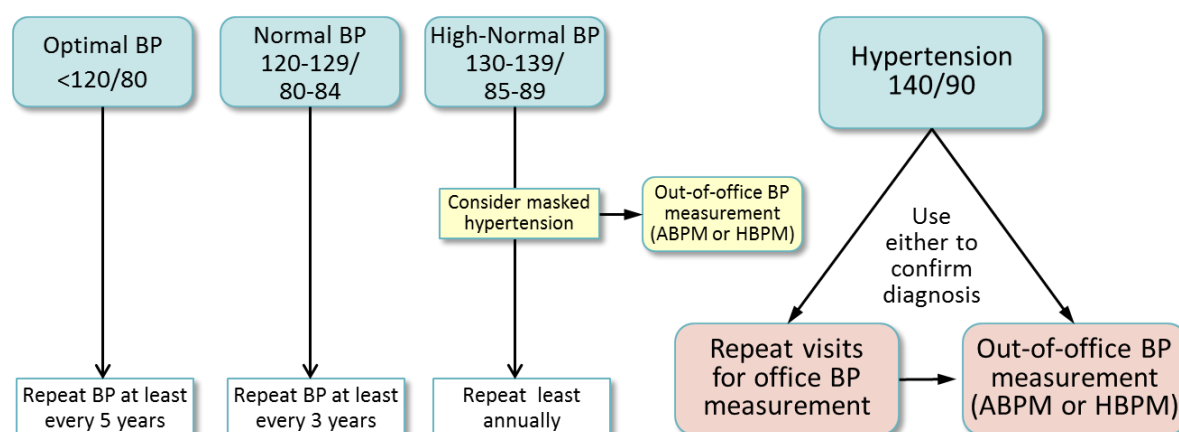 Optimal BP
<120/80
Normal BP
120-129/
80-84
High-Normal BP
130-139/
85-89
Hypertension
140/90
Consider masked
hypertension
Out-of-office BP
measurement
(ABPM or HBPM)
Use
either to
confirm
diagnosis
Repeat BP at least
every 5 years
Repeat BP at least
every 3 years
Repeat least
annually
Repeat visits
for office BP
measurement
Out-of-office BP
measurement
(ABPM or HBPM)